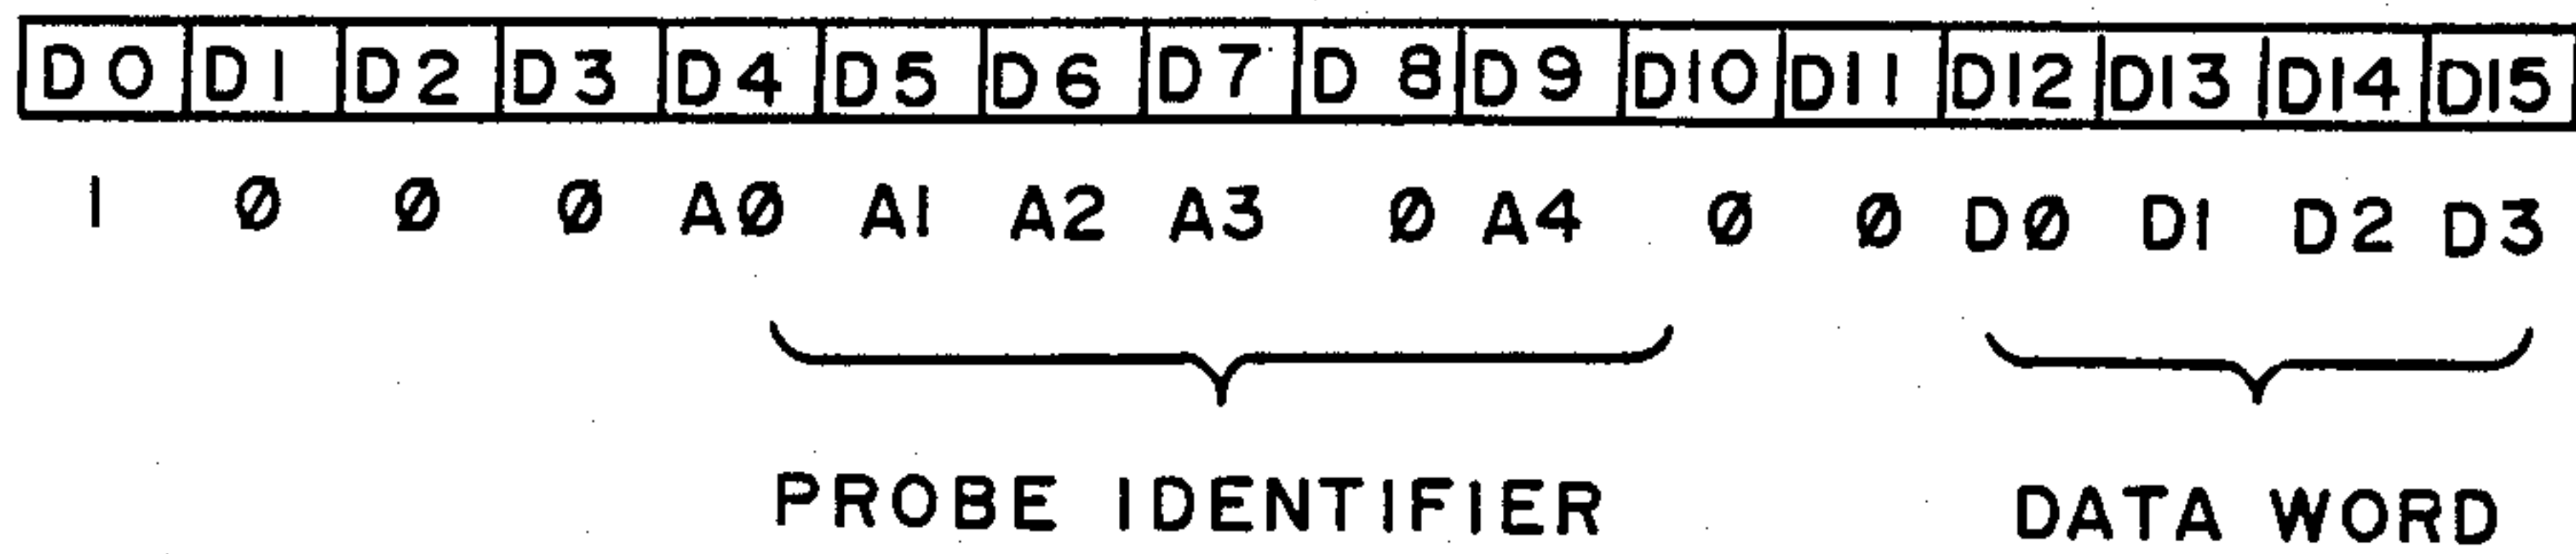 D0 D1 D2 D3 D4 D5 D6 D7 D8 D9 D10 D11 D12 D13 D14 D15
1 Ø Ø Ø AØ A1 A2 A3 Ø A4 Ø Ø DØ D1 D2 D3
PROBE IDENTIFIER DATA WORD